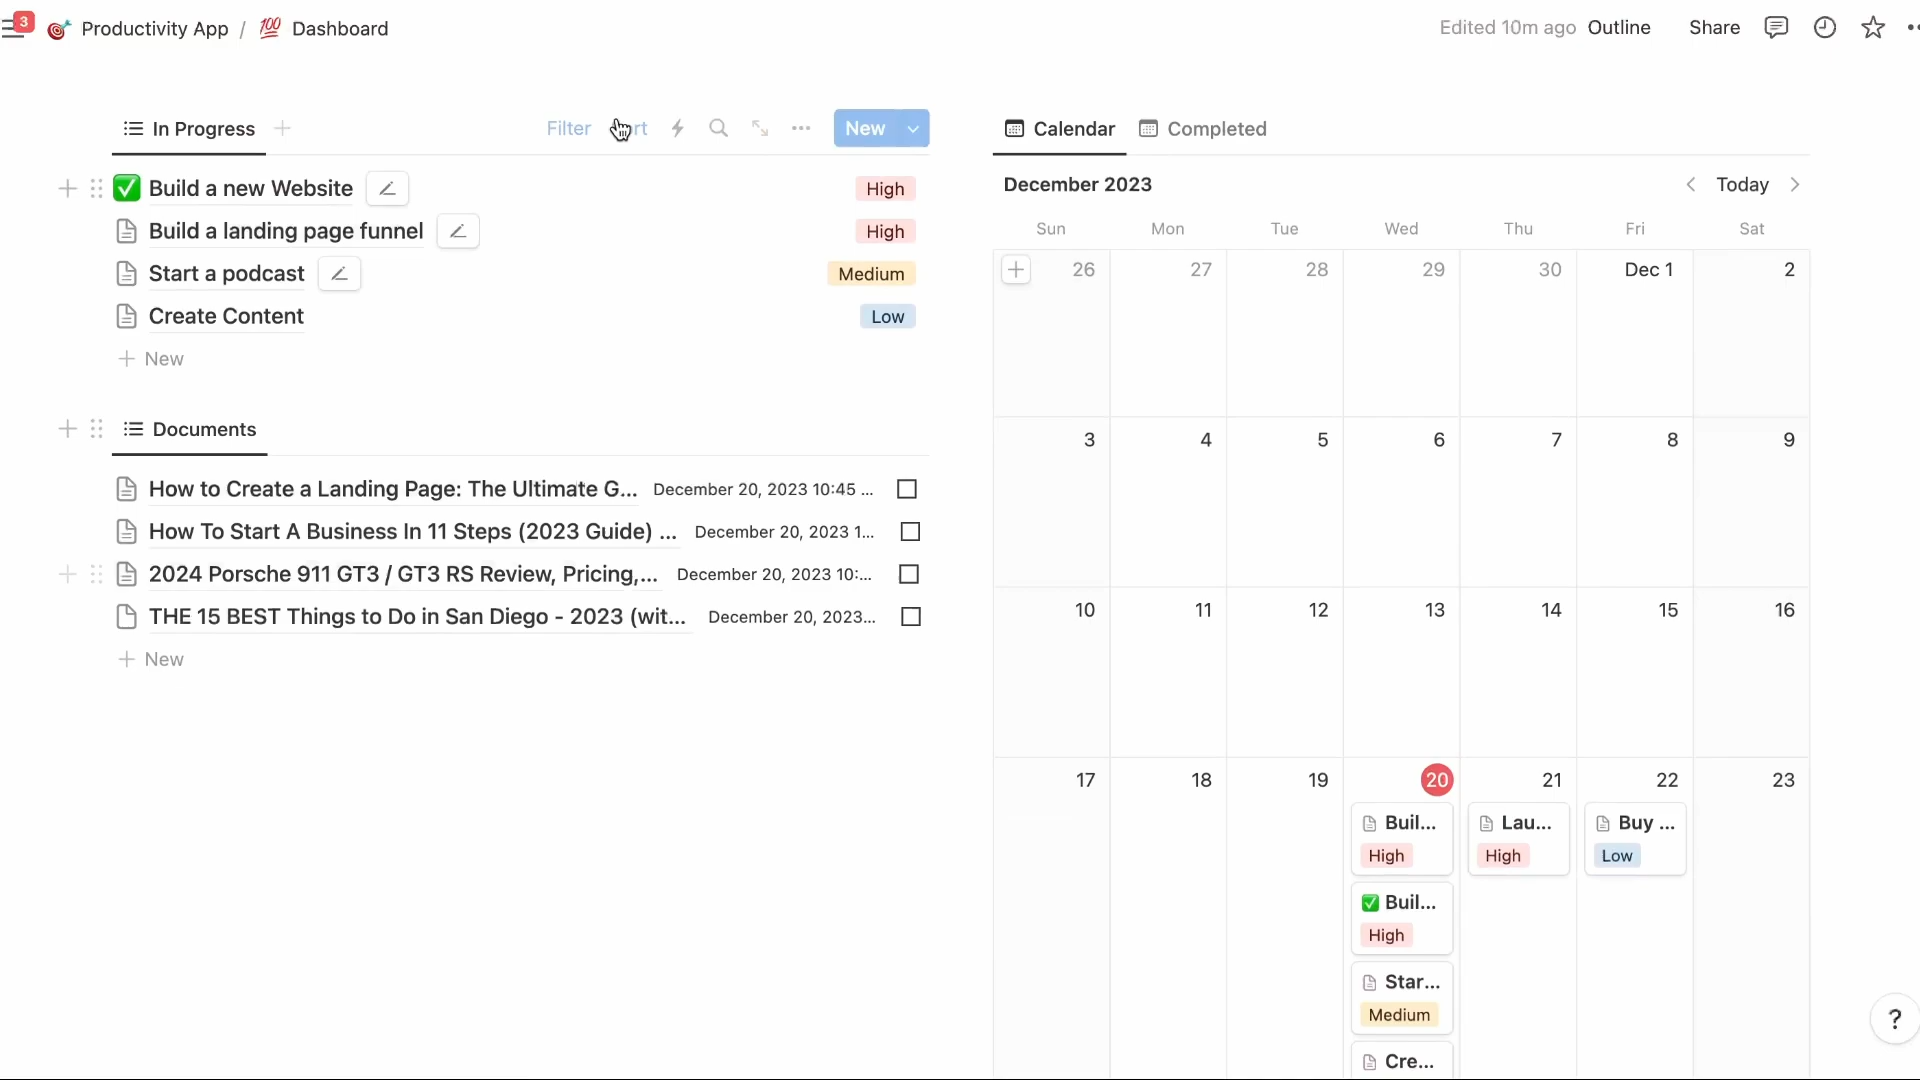 3 Productivity App / 💯 Dashboard
Edited 10m ago Outline Share
In Progress
Filter rt New
✅ Build a new Website High
Build a landing page funnel High
Start a podcast Medium
Create Content Low
+ New
Documents
How to Create a Landing Page: The Ultimate G... December 20, 2023 10:45 ...
How To Start A Business In 11 Steps (2023 Guide) ... December 20, 2023 1...
2024 Porsche 911 GT3 / GT3 RS Review, Pricing,... December 20, 2023 10:...
THE 15 BEST Things to Do in San Diego - 2023 (wit... December 20, 2023...
+ New
Calendar Completed
December 2023 Today
Sun Mon Tue Wed Thu Fri Sat
26 27 28 29 30 Dec 1 2
3 4 5 6 7 8 9
10 11 12 13 14 15 16
17 18 19 20 21 22 23
Buil... Lau... Buy ...
High High Low
✅ Buil...
High
Star...
Medium
Cre...
?